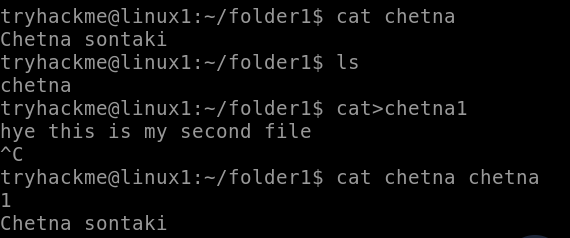 tryhackme@linux1:~/folder1$ cat chetna
Chetna sontaki
tryhackme@linux1:~/folder1$ ls
chetna
tryhackme@linux1:~/folder1$ cat>chetna1
hye this is my second file
^C
tryhackme@linux1:~/folder1$ cat chetna chetna
1
Chetna sontaki